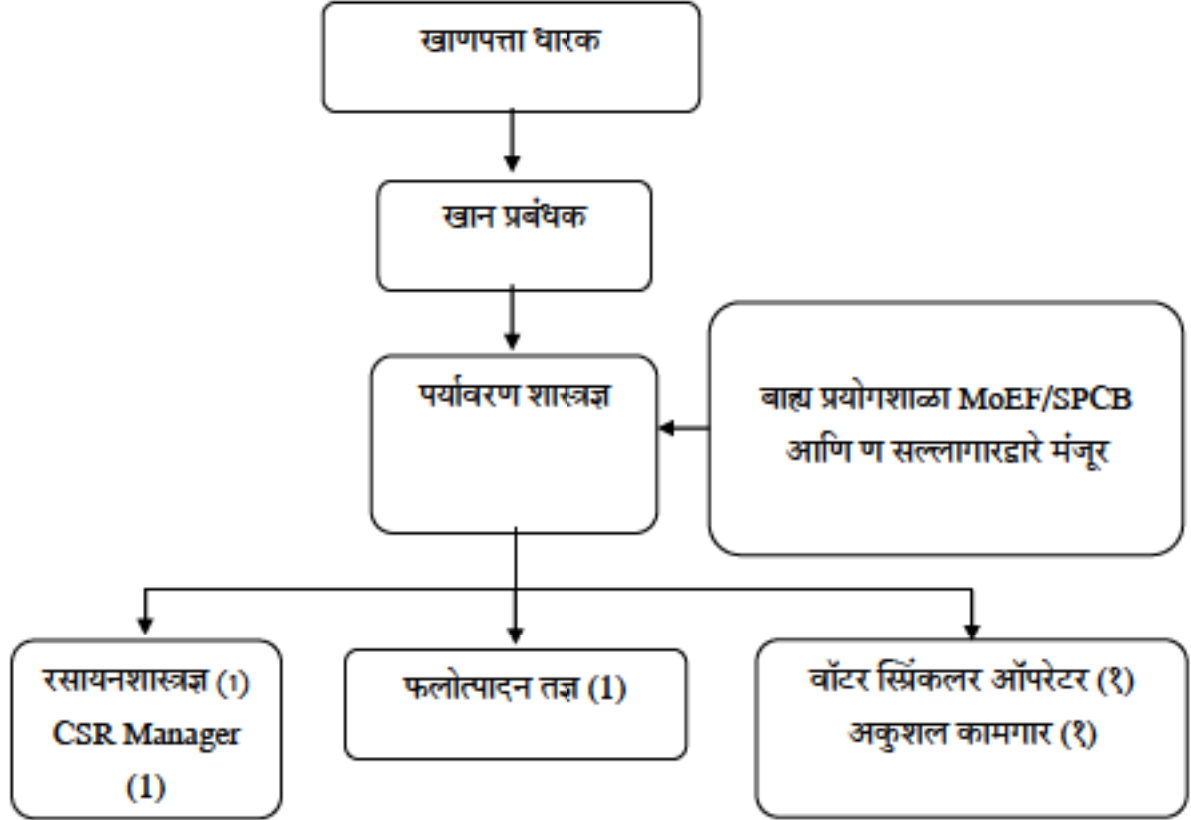 खाणपत्ता धारक
खान प्रबंधक
पर्यावरण शास्त्रज्ञ
बाह्य प्रयोगशाळा MoEF/SPCB
आणि ण सल्लागारद्वारे मंजूर
रसायनशास्त्रज्ञ (1)
CSR Manager
(1)
फलोत्पादन तज्ञ (1)
वॉटर स्प्रिंकलर ऑपरेटर (१)
अकुशल कामगार (१)